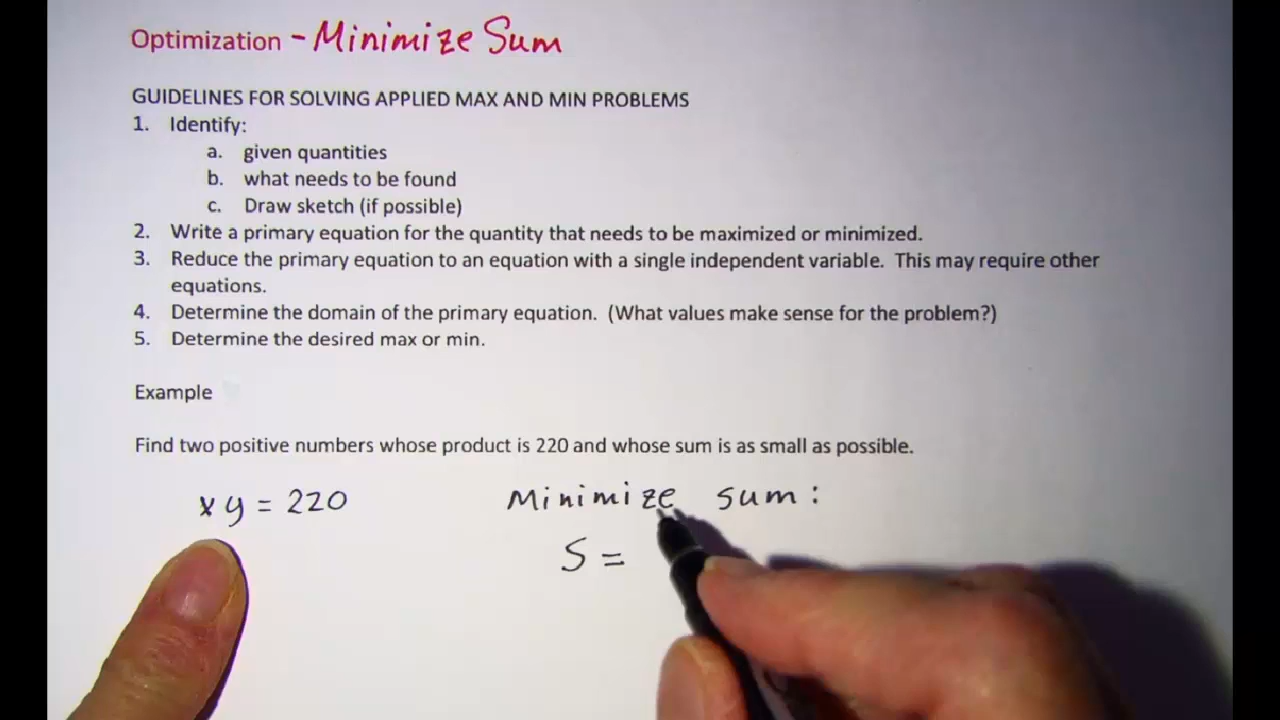 Optimization - Minimize Sum
GUIDELINES FOR SOLVING APPLIED MAX AND MIN PROBLEMS
1. Identify:
a. given quantities
b. what needs to be found
c. Draw sketch (if possible)
2. Write a primary equation for the quantity that needs to be maximized or minimized.
3. Reduce the primary equation to an equation with a single independent variable. This may require other
equations.
4. Determine the domain of the primary equation. (What values make sense for the problem?)
5. Determine the desired max or min.
Example
Find two positive numbers whose product is 220 and whose sum is as small as possible.
xy = 220
Minimize sum:
S =